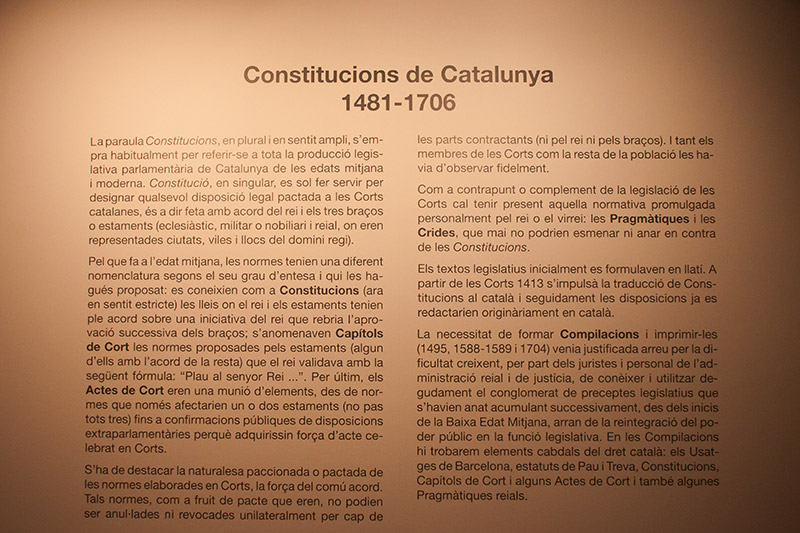 Constitucions de Catalunya
1481-1706
La paraula Constitucions, en plural i en sentit ampli, s'em-
pra habitualment per referir-se a tota la producció legis-
lativa parlamentària de Catalunya de les edats mitjana
i moderna. Constitució, en singular, es sol fer servir per
designar qualsevol disposició legal pactada a les Corts
catalanes, és a dir feta amb acord del rei i els tres braços
o estaments (eclesiàstic, militar o nobiliari i reial, on eren
representades ciutats, viles i llocs del domini regi).
Pel que fa a l'edat mitjana, les normes tenien una diferent
nomenclatura segons el seu grau d'entesa i qui les ha-
gués proposat: es coneixien com a Constitucions (ara
en sentit estricte) les lleis on el rei i els estaments tenien
ple acord sobre una iniciativa del rei que rebria l'apro-
vació successiva dels braços; s'anomenaven Capítols
de Cort les normes proposades pels estaments (algun
d'ells amb l'acord de la resta) que el rei validava amb la
següent fórmula: "Plau al senyor Rei ...". Per últim, els
Actes de Cort eren una munió d'elements, des de nor-
mes que només afectarien un o dos estaments (no pas
tots tres) fins a confirmacions públiques de disposicions
extraparlamentàries perquè adquirissin força d'acte ce-
lebrat en Corts.
S'ha de destacar la naturalesa paccionada o pactada de
les normes elaborades en Corts, la força del comú acord.
Tals normes, com a fruit de pacte que eren, no podien
ser anul·lades ni revocades unilateralment per cap de
les parts contractants (ni pel rei ni pels braços). I tant els
membres de les Corts com la resta de la població les ha-
via d'observar fidelment.
Com a contrapunt o complement de la legislació de les
Corts cal tenir present aquella normativa promulgada
personalment pel rei o el virrei: les Pragmàtiques i les
Crides, que mai no podrien esmenar ni anar en contra
de les Constitucions.
Els textos legislatius inicialment es formulaven en llatí. A
partir de les Corts 1413 s'impulsà la traducció de Cons-
titucions al català i seguidament les disposicions ja es
redactarien originàriament en català.
La necessitat de formar Compilacions i imprimir-les
(1495, 1588-1589 i 1704) venia justificada arreu per la di-
ficultat creixent, per part dels juristes i personal de l'ad-
ministració reial i de justícia, de conèixer i utilitzar de-
gudament el conglomerat de preceptes legislatius que
s'havien anat acumulant successivament, des dels inicis
de la Baixa Edat Mitjana, arran de la reintegració del po-
der públic en la funció legislativa. En les Compilacions
hi trobarem elements cabdals del dret català: els Usat-
ges de Barcelona, estatuts de Pau i Treva, Constitucions,
Capítols de Cort i alguns Actes de Cort i també algunes
Pragmàtiques reials.